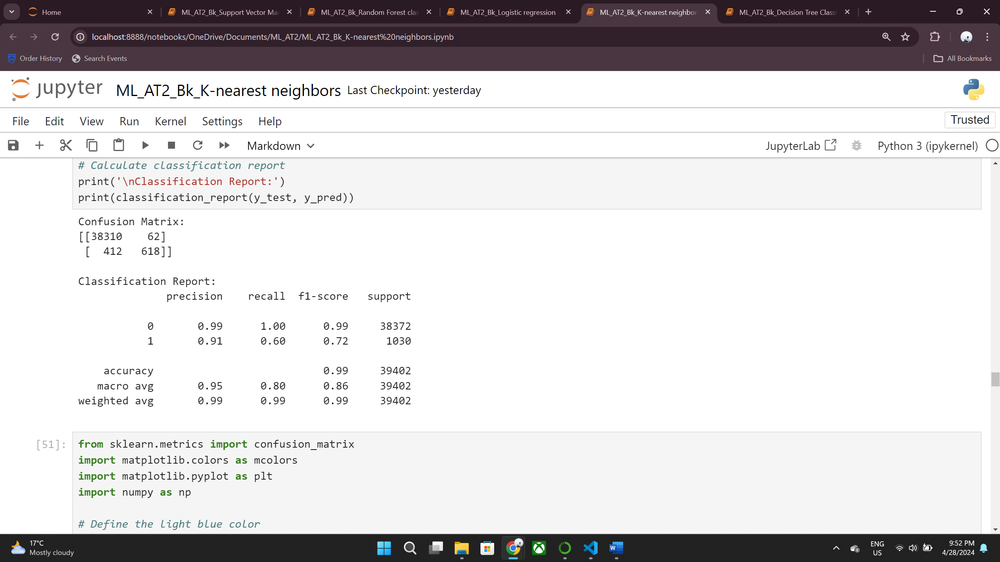 Home
ML_AT2_Bk_Support Vector Mac
ML_AT2_Bk_Random Forest clas
ML_AT2_Bk_Logistic regression
ML_AT2_Bk_K-nearest neighbor
ML_AT2_Bk_Decision Tree Classi
localhost:8888/notebooks/OneDrive/Documents/ML_AT2/ML_AT2_Bk_K-nearest%20neighbors.ipynb
Order History
Search Events
All Bookmarks
jupyter ML_AT2_Bk_K-nearest neighbors Last Checkpoint: yesterday
File Edit View Run Kernel Settings Help
Trusted
Markdown
JupyterLab
Python 3 (ipykernel)
# Calculate classification report
print('\nClassification Report:')
print(classification_report(y_test, y_pred))
Confusion Matrix:
[[38310    62]
 [  412   618]]
Classification Report:
              precision    recall  f1-score   support
           0       0.99      1.00      0.99     38372
           1       0.91      0.60      0.72      1030
    accuracy                           0.99     39402
   macro avg       0.95      0.80      0.86     39402
weighted avg       0.99      0.99      0.99     39402
[51]:
from sklearn.metrics import confusion_matrix
import matplotlib.colors as mcolors
import matplotlib.pyplot as plt
import numpy as np
# Define the light blue color
17°C
Mostly cloudy
W
ENG
US
9:52 PM
4/28/2024